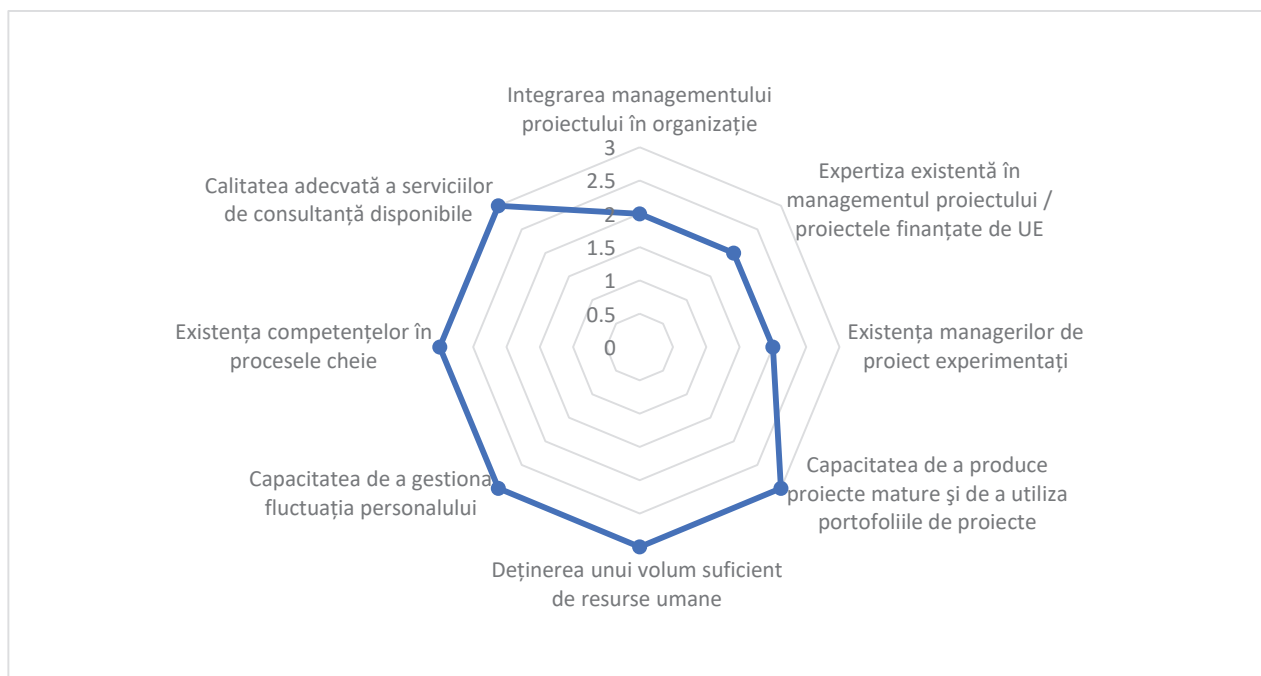 Integrarea managementului
proiectului în organizație
3
2.5
2
1.5
1
0.5
0
Expertiza existentă în
managementul proiectului /
proiectele finanțate de UE
Existența managerilor de
proiect experimentați
Capacitatea de a produce
proiecte mature şi de a utiliza
portofoliile de proiecte
Deținerea unui volum suficient
de resurse umane
Capacitatea de a gestiona
fluctuația personalului
Existența competențelor în
procesele cheie
Calitatea adecvată a serviciilor
de consultanță disponibile